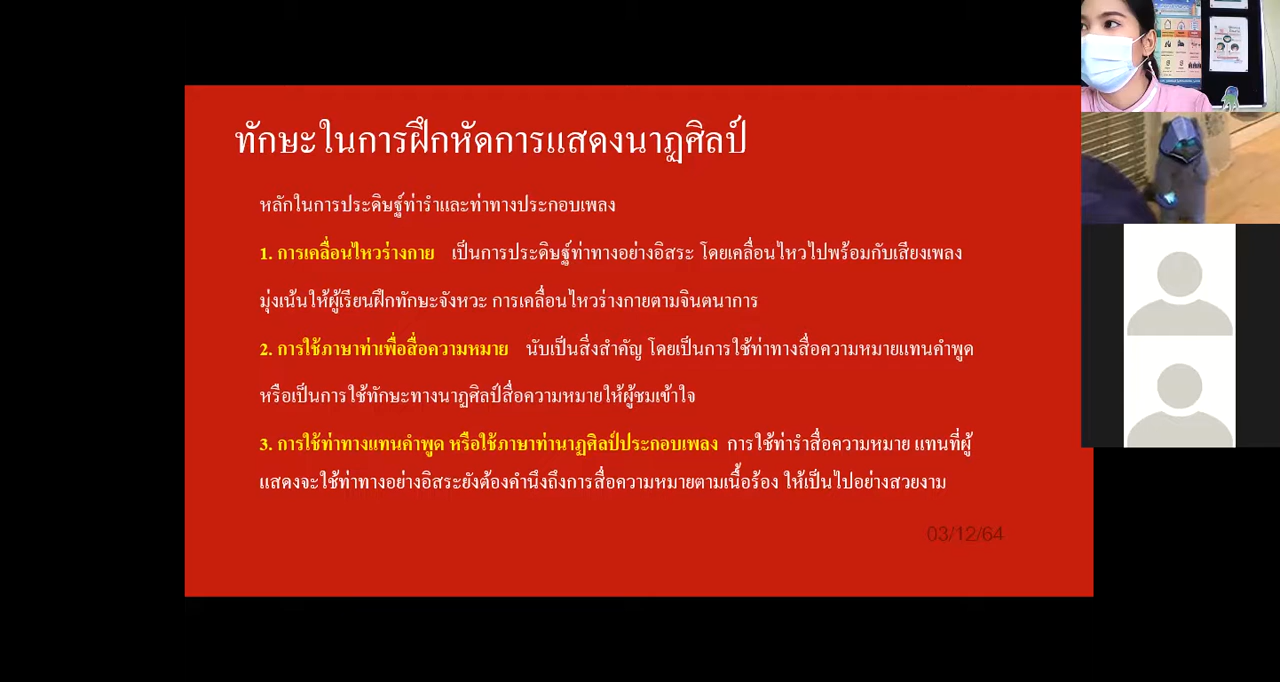 ทักษะในการฝึกหัดการแสดงนาฏศิลป์
หลักในการประดิษฐ์ท่ารำและท่าทางประกอบเพลง
1. การเคลื่อนไหวร่างกาย เป็นการประดิษฐ์ท่าทางอย่างอิสระ โดยเคลื่อนไหวไปพร้อมกับเสียงเพลง
มุ่งเน้นให้ผู้เรียนฝึกทักษะจังหวะ การเคลื่อนไหวร่างกายตามจินตนาการ
2. การใช้ภาษาท่าเพื่อสื่อความหมาย นับเป็นสิ่งสำคัญ โดยเป็นการใช้ท่าทางสื่อความหมายแทนคำพูด
หรือเป็นการใช้ทักษะทางนาฏศิลป์สื่อความหมายให้ผู้ชมเข้าใจ
3. การใช้ท่าทางแทนคำพูด หรือใช้ภาษาท่านาฏศิลป์ประกอบเพลง การใช้ท่ารำสื่อความหมาย แทนที่ผู้
แสดงจะใช้ท่าทางอย่างอิสระยังต้องคำนึงถึงการสื่อความหมายตามเนื้อร้อง ให้เป็นไปอย่างสวยงาม
03/12/64